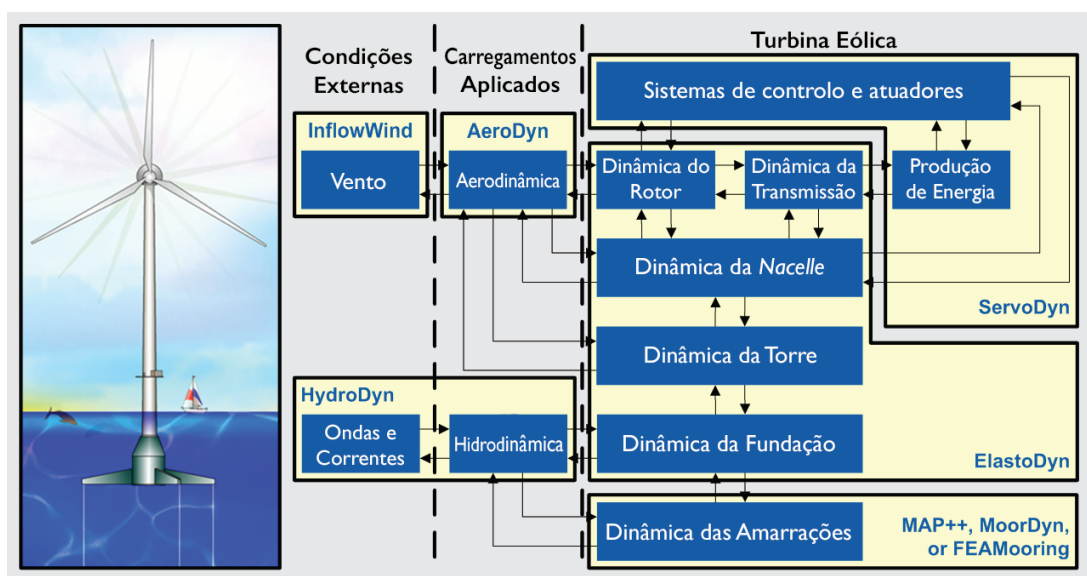 Condições
Externas
Carregamentos
Aplicados
Turbina Eólica
Sistemas de controlo e atuadores
InflowWind
AeroDyn
Vento
Aerodinâmica
Dinâmica do
Rotor
Dinâmica da
Transmissão
Produção
de Energia
Dinâmica da Nacelle
ServoDyn
Dinâmica da Torre
HydroDyn
Ondas e
Correntes
Hidrodinâmica
Dinâmica da Fundação
ElastoDyn
Dinâmica das Amarrações
MAP++, MoorDyn,
or FEAMooring